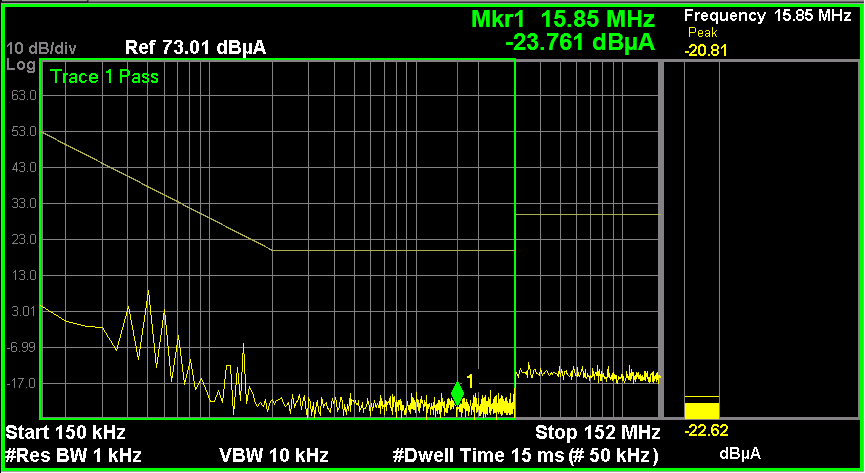 Mkr1 15.85 MHz
-23.761 dBµA
Frequency 15.85 MHz
Peak
-20.81
10 dB/div
Ref 73.01 dBµA
Log
Trace 1 Pass
63.0
53.0
43.0
33.0
23.0
13.0
3.01
-6.99
-17.0
1
Start 150 kHz
Stop 152 MHz
-22.62
#Res BW 1 kHz
VBW 10 kHz
#Dwell Time 15 ms (# 50 kHz)
dBµA